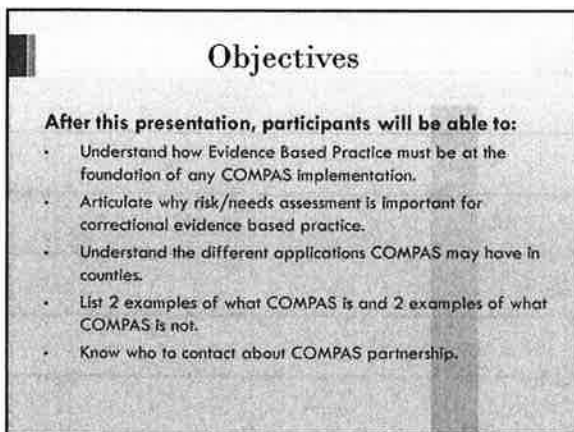 Objectives
After this presentation, participants will be able to:
• Understand how Evidence Based Practice must be at the
foundation of any COMPAS implementation.
• Articulate why risk/needs assessment is important for
correctional evidence based practice.
• Understand the different applications COMPAS may have in
counties.
• List 2 examples of what COMPAS is and 2 examples of what
COMPAS is not.
• Know who to contact about COMPAS partnership.